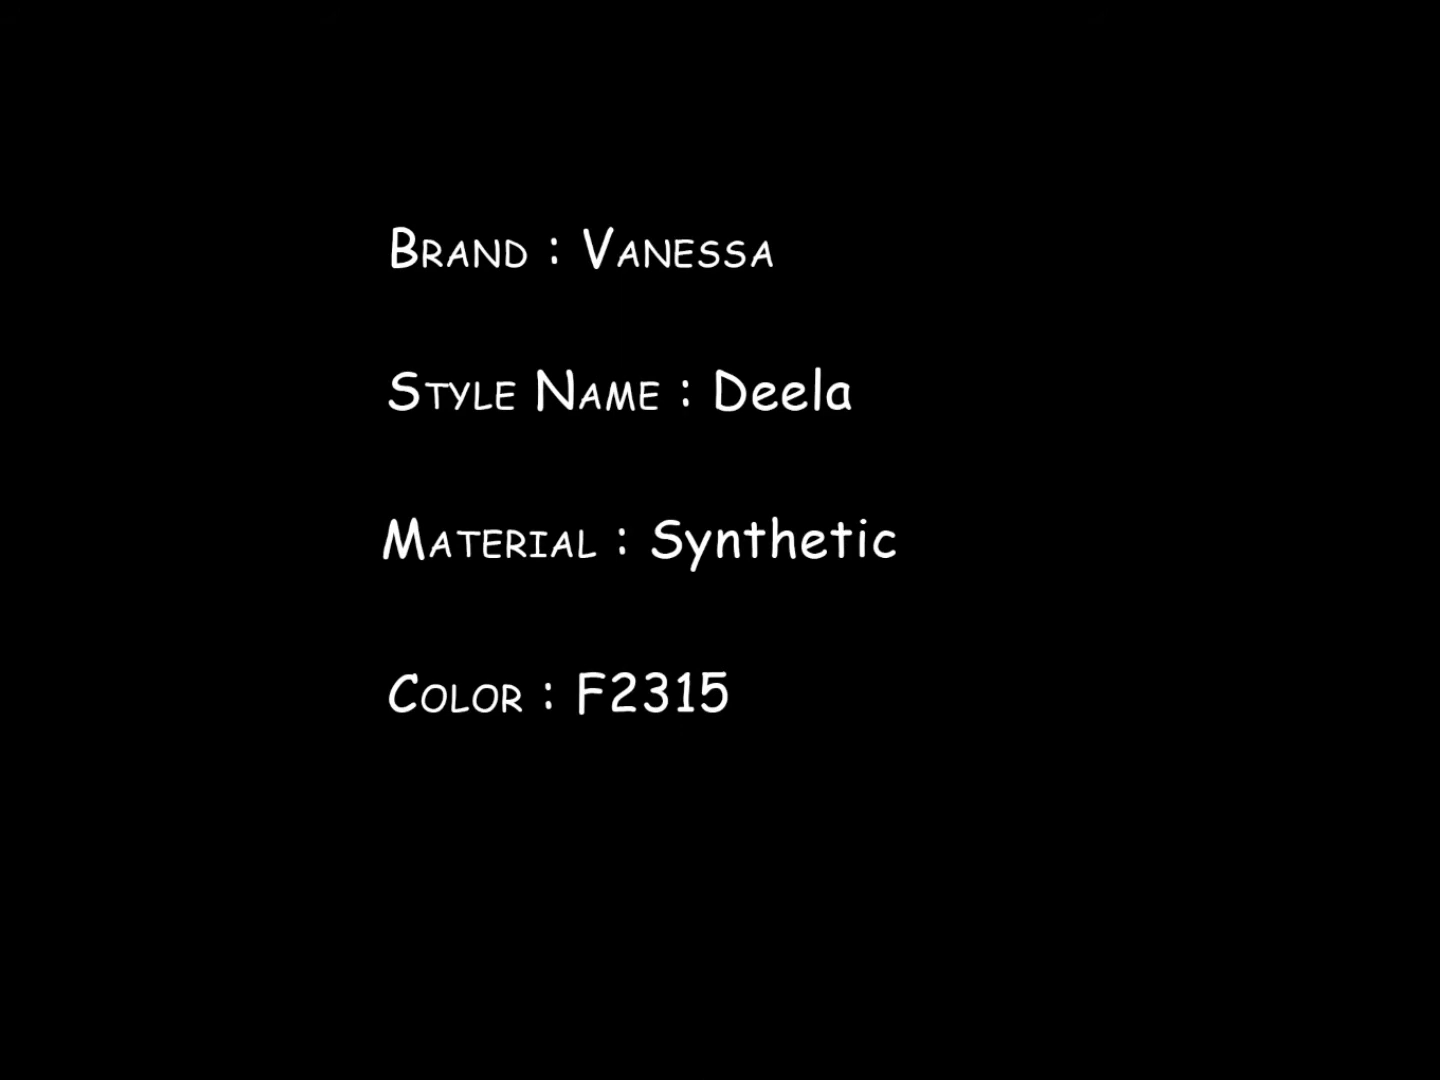 Brand : Vanessa
Style Name : Deela
Material : Synthetic
Color : F2315